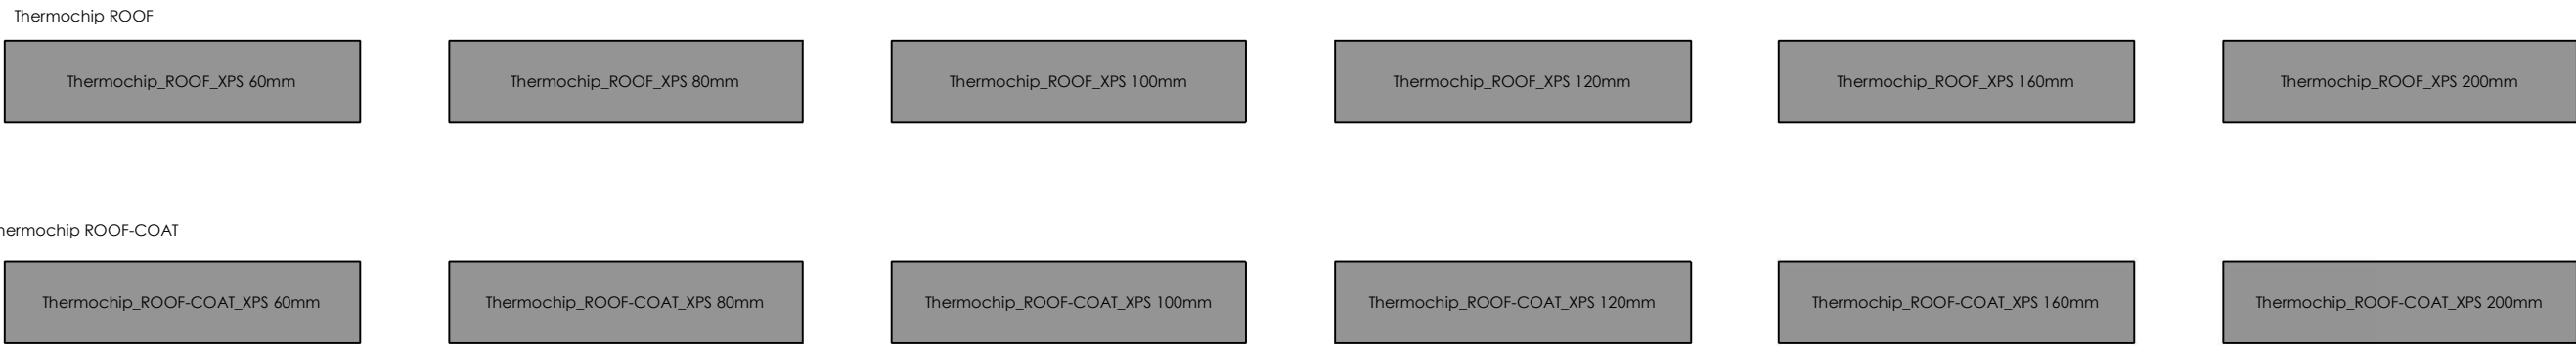 Thermochip ROOF
Thermochip_ROOF_XPS 60mm
Thermochip_ROOF_XPS 80mm
Thermochip_ROOF_XPS 100mm
Thermochip_ROOF_XPS 120mm
Thermochip_ROOF_XPS 160mm
Thermochip_ROOF_XPS 200mm
hermochip ROOF-COAT
Thermochip_ROOF-COAT_XPS 60mm
Thermochip_ROOF-COAT_XPS 80mm
Thermochip_ROOF-COAT_XPS 100mm
Thermochip_ROOF-COAT_XPS 120mm
Thermochip_ROOF-COAT_XPS 160mm
Thermochip_ROOF-COAT_XPS 200mm